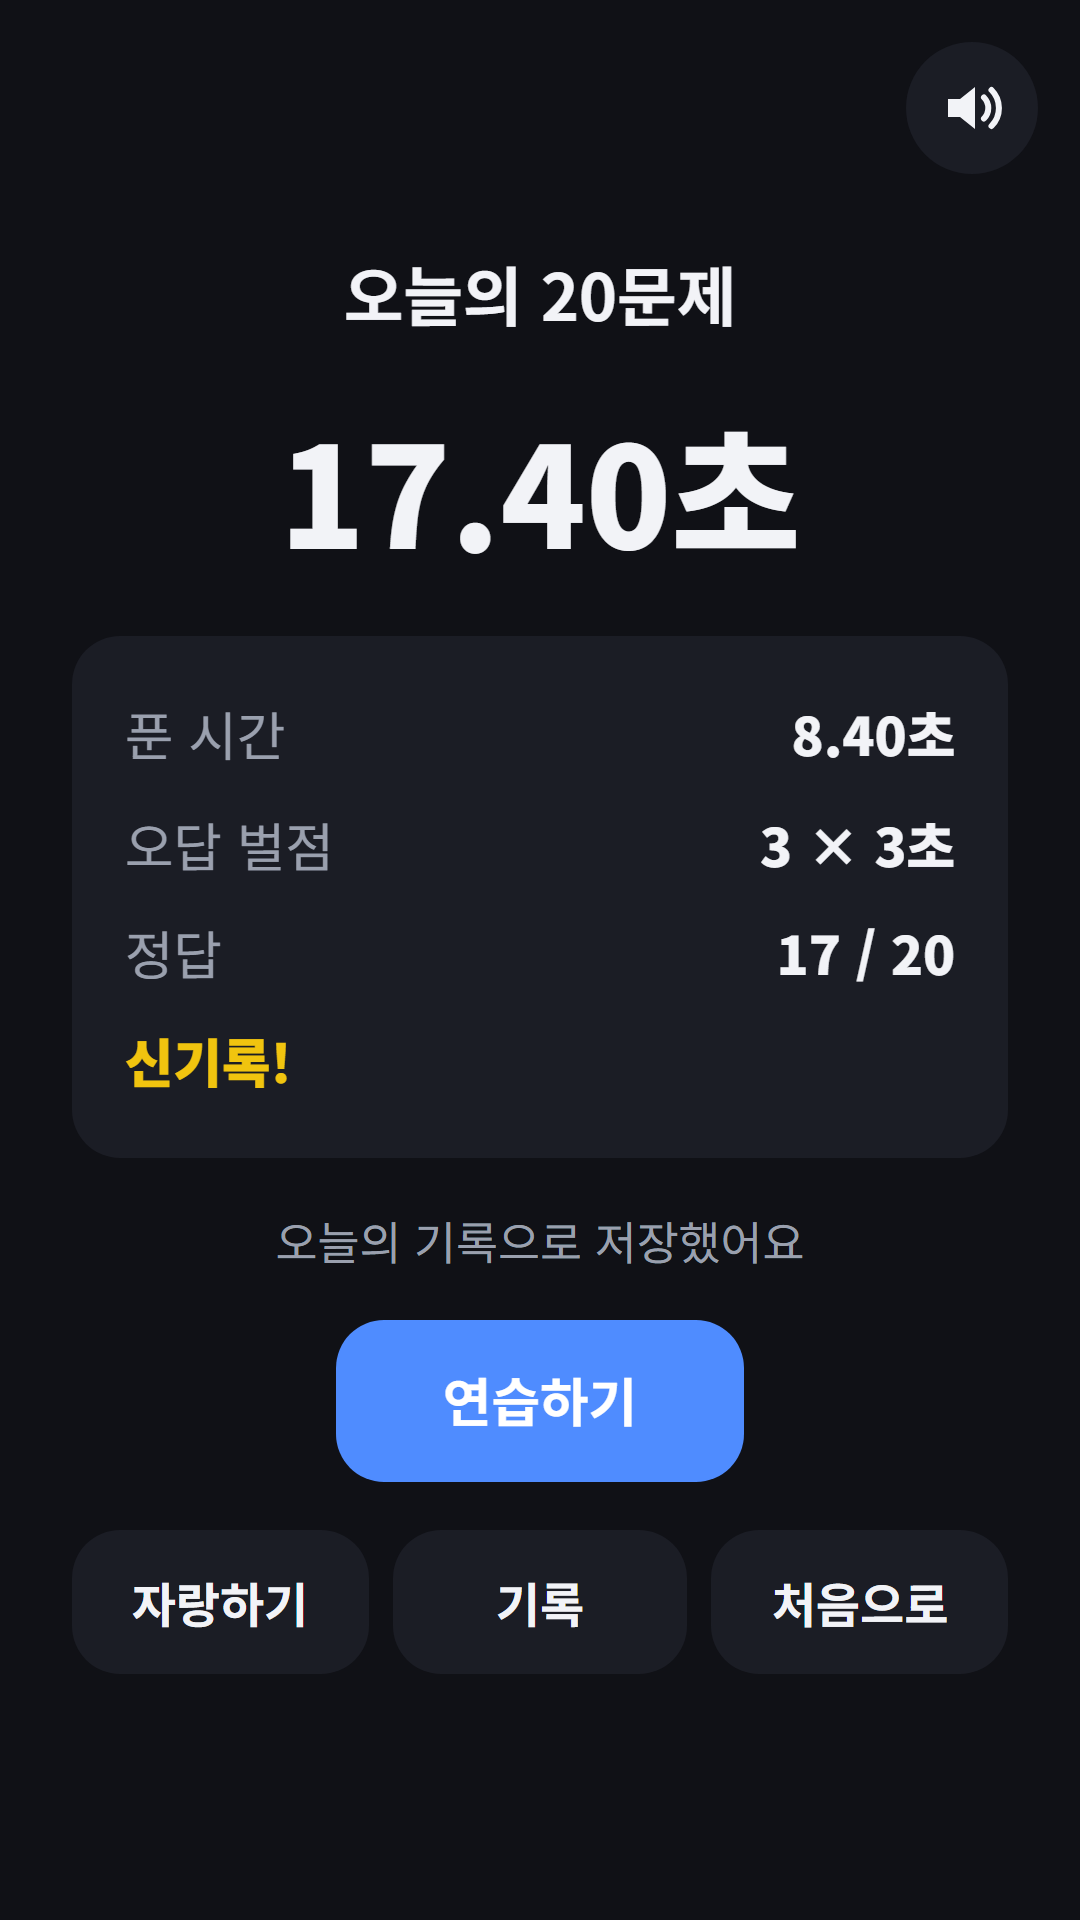 오늘의 20문제
17.40초
푼 시간 8.40초
오답 벌점 3 × 3초
정답 17 / 20
신기록!
오늘의 기록으로 저장했어요
연습하기
자랑하기 기록 처음으로